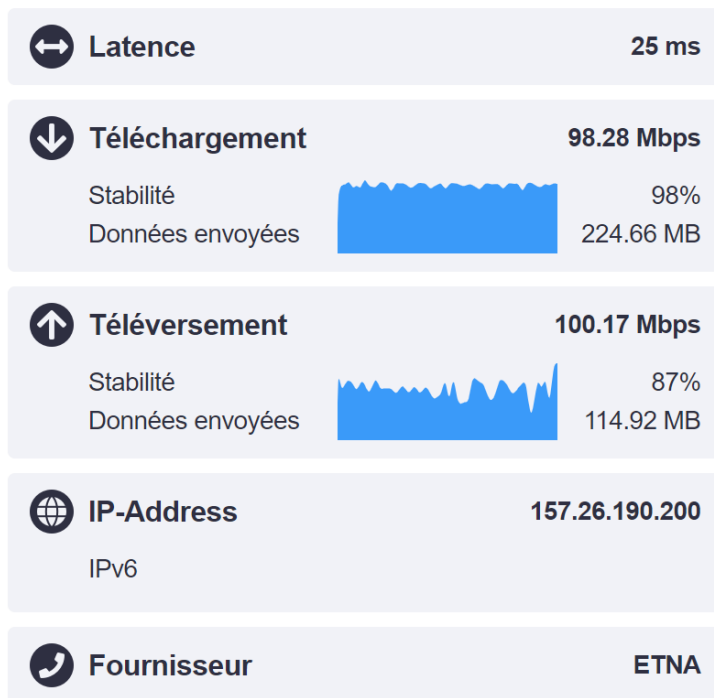 Latence 25 ms
Téléchargement 98.28 Mbps
Stabilité 98%
Données envoyées 224.66 MB
Téléversement 100.17 Mbps
Stabilité 87%
Données envoyées 114.92 MB
IP-Address 157.26.190.200
IPv6
Fournisseur ETNA